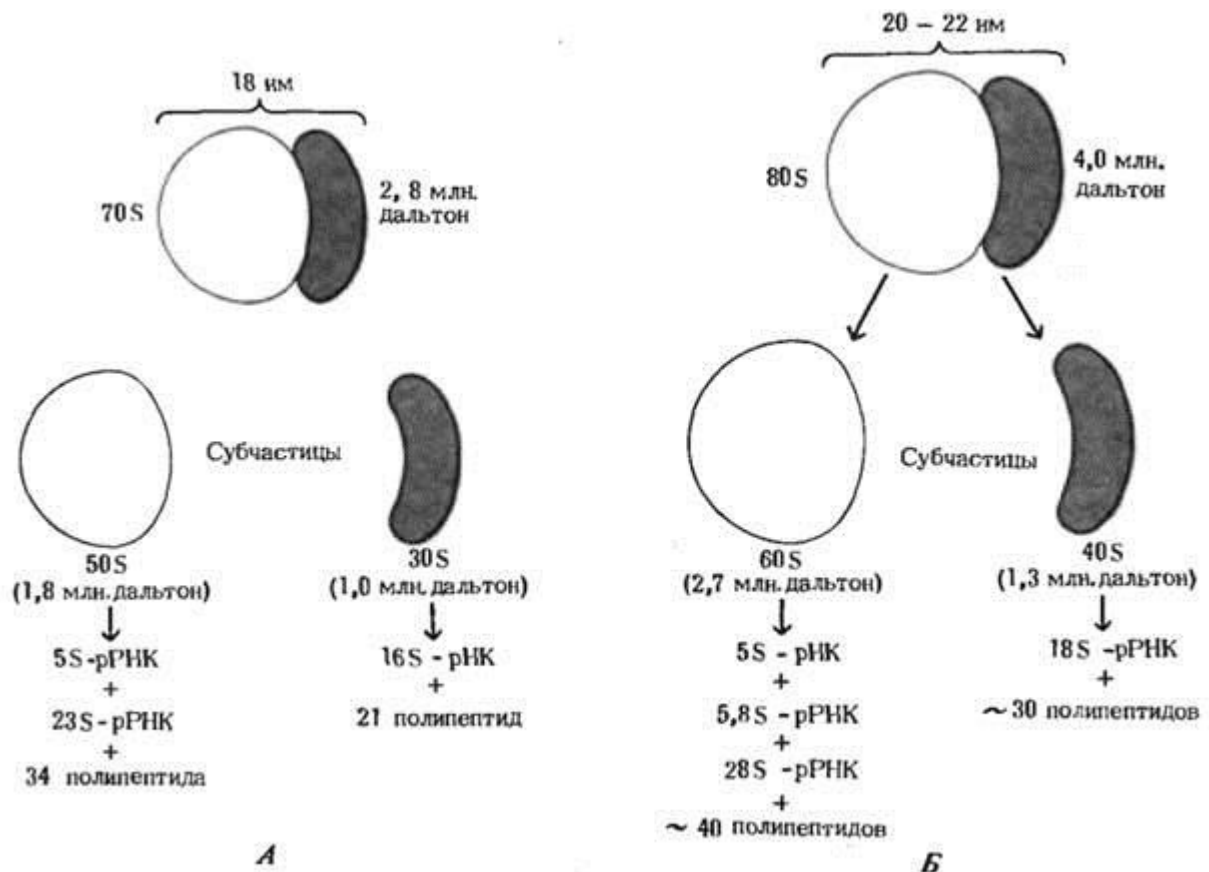 18 нм
70S
2, 8 млн.
дальтон
Субчастицы
50S
(1,8 млн. дальтон)
5S-рРНК
+
23S-рРНК
+
34 полипептида
30S
(1,0 млн. дальтон)
16S - рНК
+
21 полипептид
А
20 - 22 нм
80S
4,0 млн.
дальтон
Субчастицы
60S
(2,7 млн. дальтон)
5S - рНК
+
5,8S -рРНК
+
28S -рРНК
+
~ 40 полипептидов
40S
(1,3 млн. дальтон)
18S -рРНК
+
~ 30 полипептидов
Б